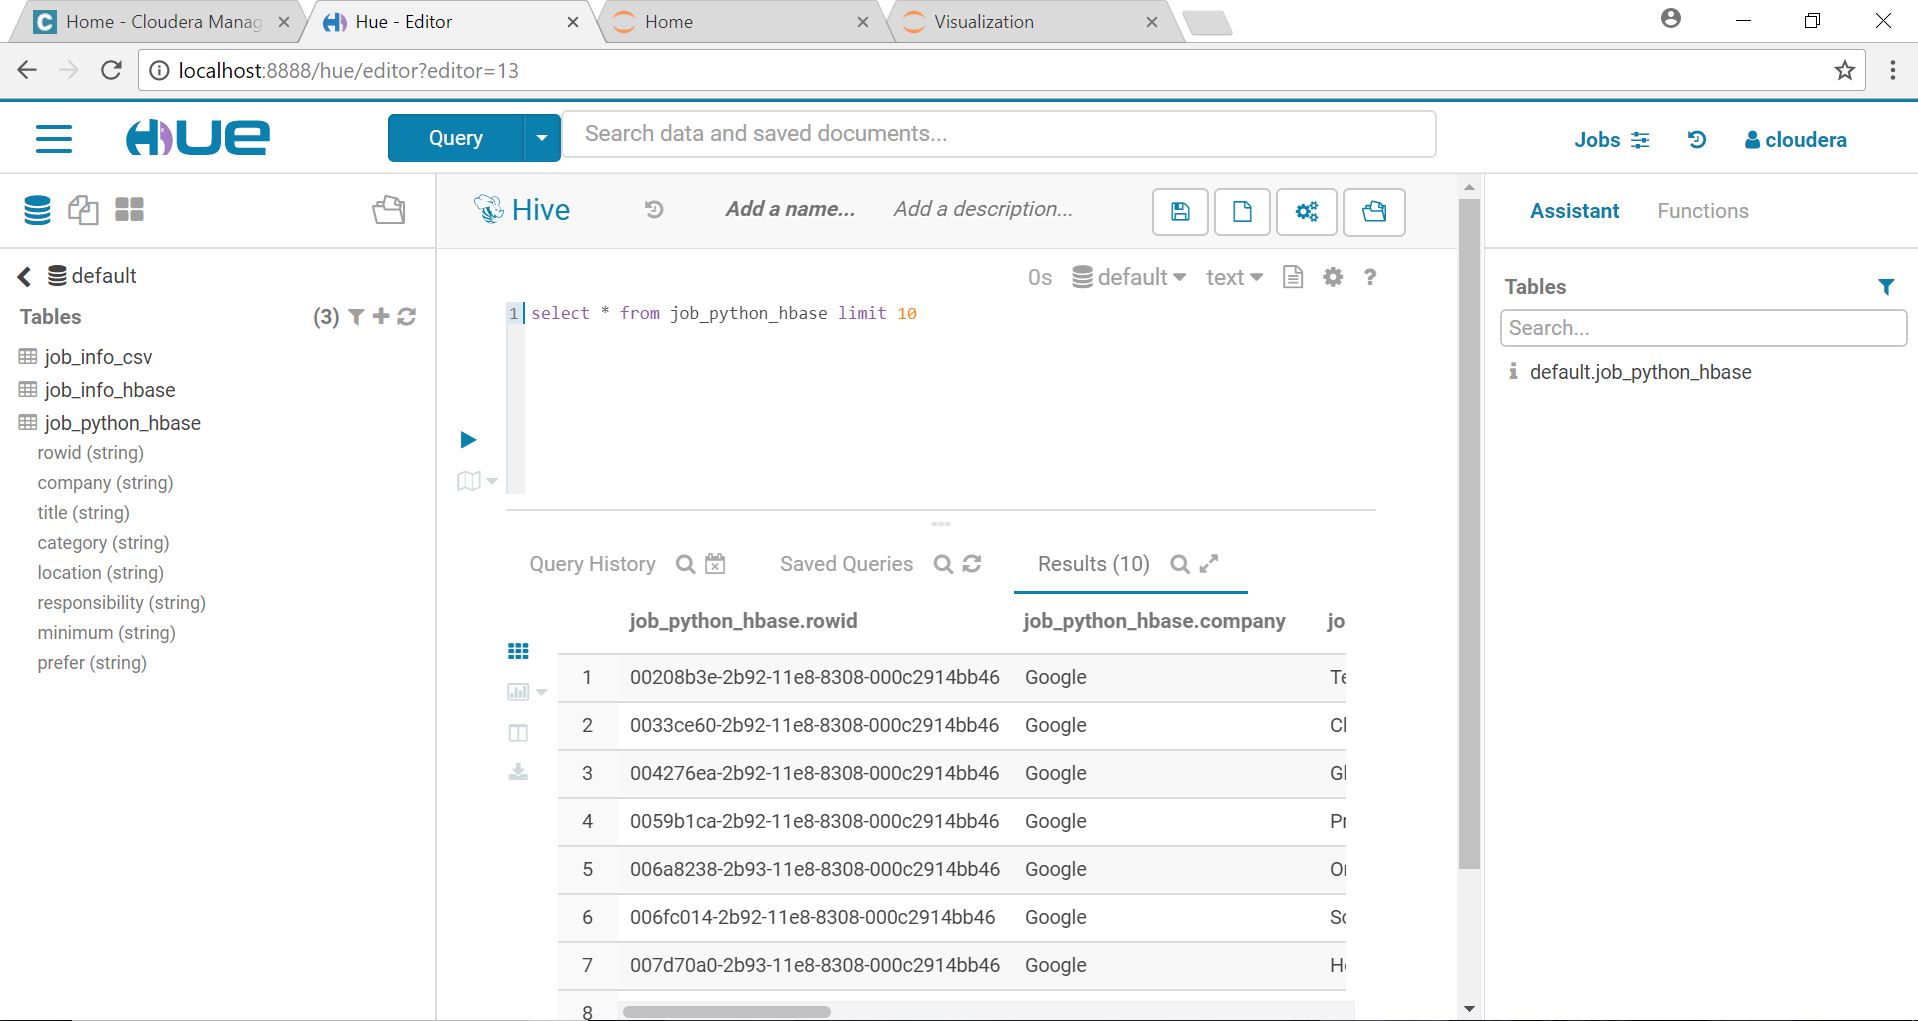 Home - Cloudera Manag
Hue - Editor
Home
Visualization
localhost:8888/hue/editor?editor=13
HUE
Query
Search data and saved documents...
Jobs
cloudera
Hive
Add a name...
Add a description...
Assistant
Functions
default
Tables
(3)
job_info_csv
job_info_hbase
job_python_hbase
rowid (string)
company (string)
title (string)
category (string)
location (string)
responsibility (string)
minimum (string)
prefer (string)
0s
default
text
?
1 select * from job_python_hbase limit 10
Query History
Saved Queries
Results (10)
job_python_hbase.rowid job_python_hbase.company jo
1 00208b3e-2b92-11e8-8308-000c2914bb46 Google Te
2 0033ce60-2b92-11e8-8308-000c2914bb46 Google Cl
3 004276ea-2b92-11e8-8308-000c2914bb46 Google Gl
4 0059b1ca-2b92-11e8-8308-000c2914bb46 Google Pr
5 006a8238-2b93-11e8-8308-000c2914bb46 Google
6 006fc014-2b92-11e8-8308-000c2914bb46 Google
7 007d70a0-2b93-11e8-8308-000c2914bb46 Google
8
Tables
Search...
default.job_python_hbase